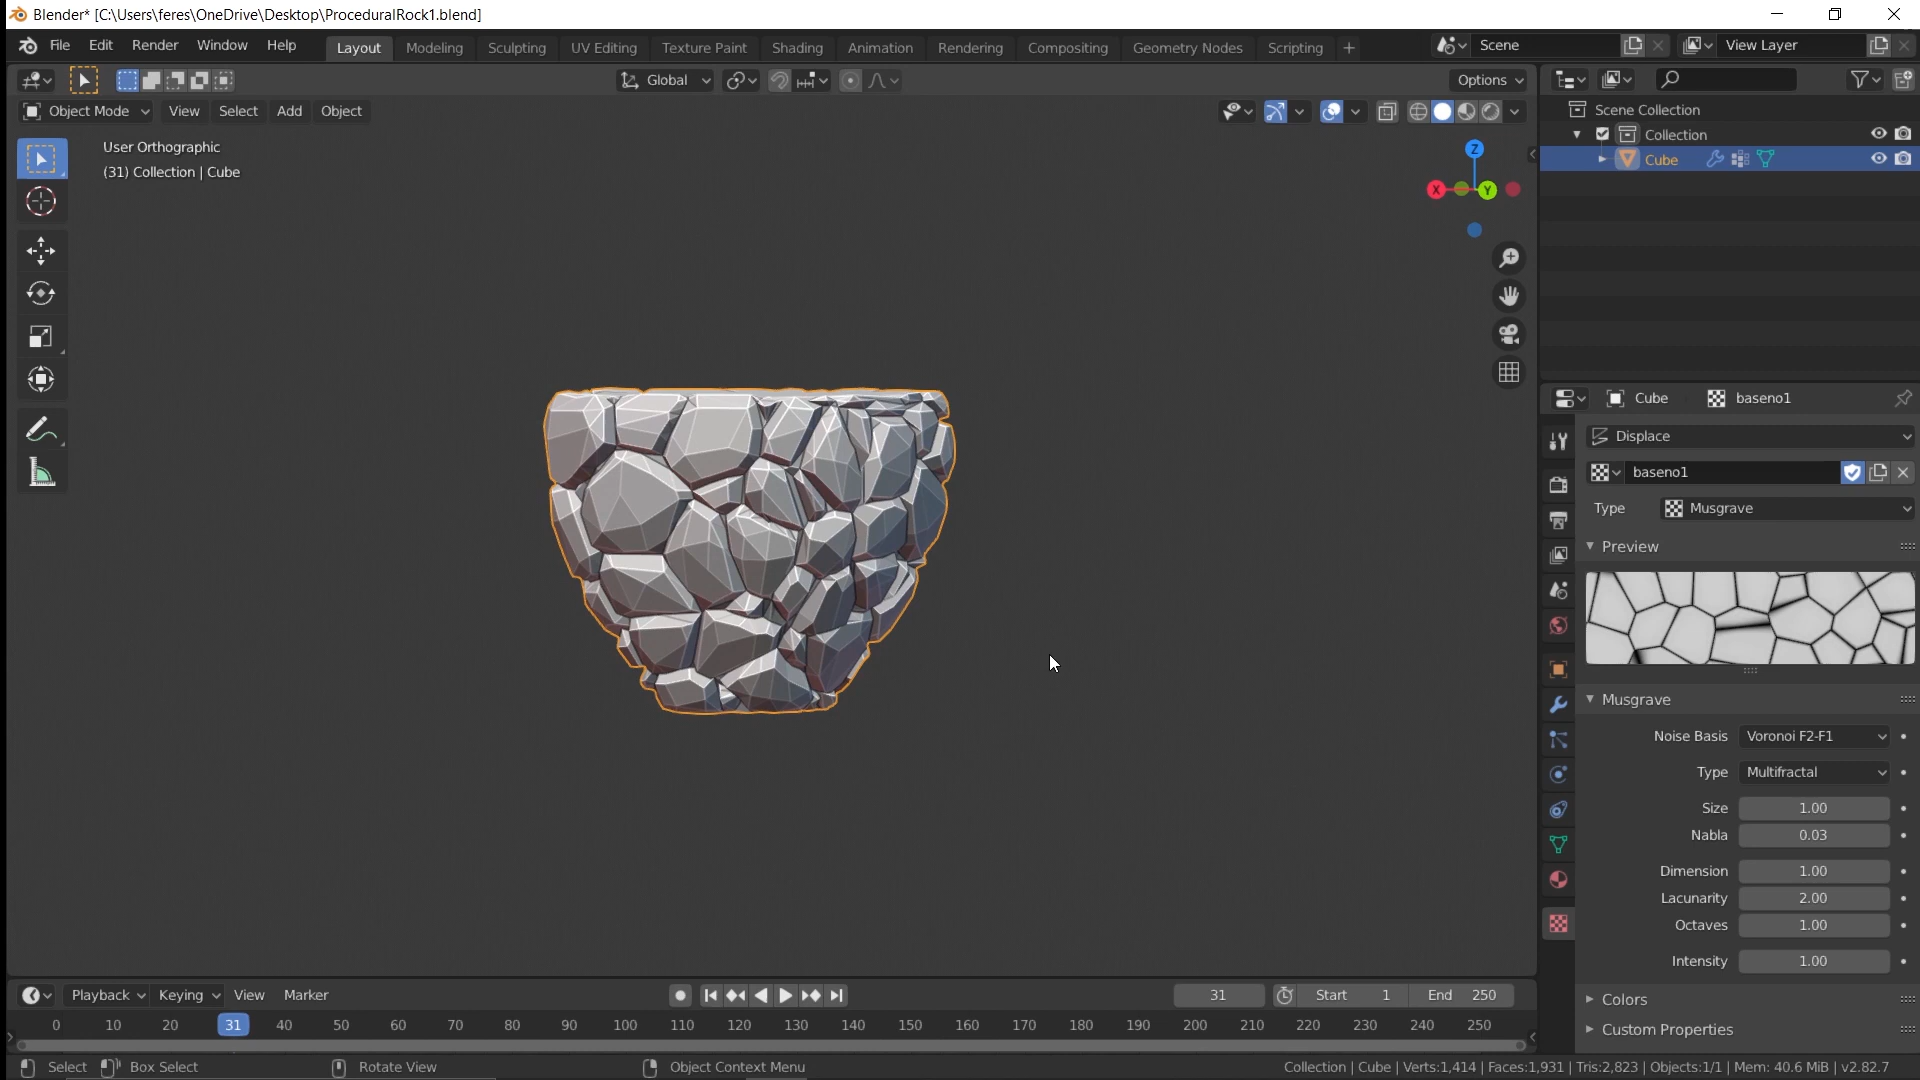 Blender* [C:\Users\feres\OneDrive\Desktop\ProceduralRock1.blend]
File Edit Render Window Help Layout Modeling Sculpting UV Editing Texture Paint Shading Animation Rendering Compositing Geometry Nodes Scripting + Scene View Layer
Global Options
Object Mode View Select Add Object
User Orthographic
(31) Collection | Cube
Z
X
Y
Scene Collection
Collection
Cube
Cube baseno1
Displace
baseno1
Type Musgrave
Preview
Musgrave
Noise Basis Voronoi F2-F1
Type Multifractal
Size 1.00
Nabla 0.03
Dimension 1.00
Lacunarity 2.00
Octaves 1.00
Intensity 1.00
Colors
Custom Properties
Playback Keying View Marker 31 Start 1 End 250
0 10 20 31 40 50 60 70 80 90 100 110 120 130 140 150 160 170 180 190 200 210 220 230 240 250
Select Box Select Rotate View Object Context Menu Collection | Cube | Verts:1,414 | Faces:1,931 | Tris:2,823 | Objects:1/1 | Mem: 40.6 MiB | v2.82.7